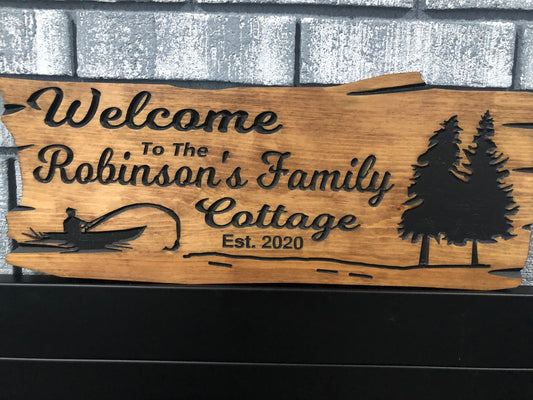 Welcome
To The
Robinson's Family
Cottage
Est. 2020